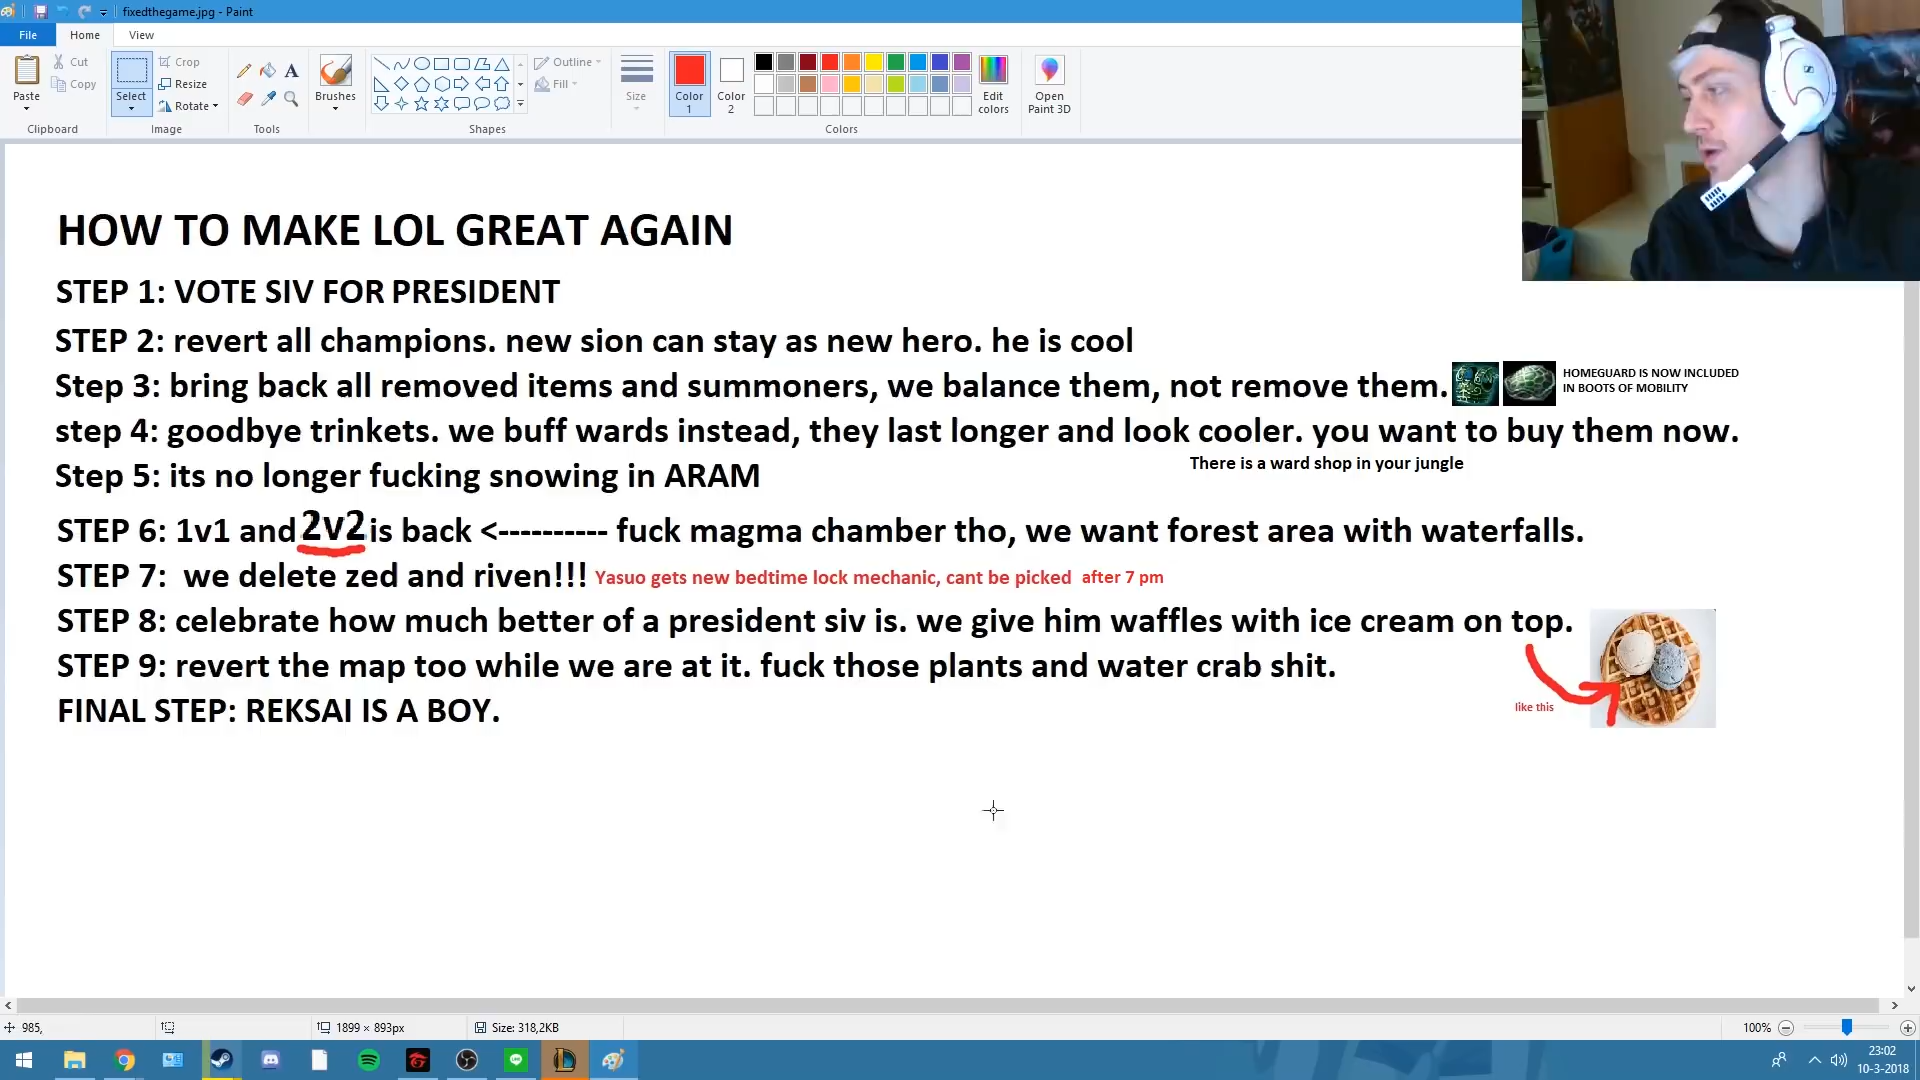 fixedthegame.jpg - Paint
File Home View
Paste Cut Copy Clipboard
Select Crop Resize Rotate Image
Tools
Brushes
Shapes
Outline Fill
Size
Color 1 Color 2
Edit colors
Colors
Open Paint 3D
HOW TO MAKE LOL GREAT AGAIN
STEP 1: VOTE SIV FOR PRESIDENT
STEP 2: revert all champions. new sion can stay as new hero. he is cool
Step 3: bring back all removed items and summoners, we balance them, not remove them.
HOMEGUARD IS NOW INCLUDED
IN BOOTS OF MOBILITY
step 4: goodbye trinkets. we buff wards instead, they last longer and look cooler. you want to buy them now.
There is a ward shop in your jungle
Step 5: its no longer fucking snowing in ARAM
STEP 6: 1v1 and 2v2 is back <---------- fuck magma chamber tho, we want forest area with waterfalls.
STEP 7: we delete zed and riven!!! Yasuo gets new bedtime lock mechanic, cant be picked after 7 pm
STEP 8: celebrate how much better of a president siv is. we give him waffles with ice cream on top.
STEP 9: revert the map too while we are at it. fuck those plants and water crab shit.
like this
FINAL STEP: REKSAI IS A BOY.
985,
1899 × 893px
Size: 318,2KB
100%
23:02
10-3-2018